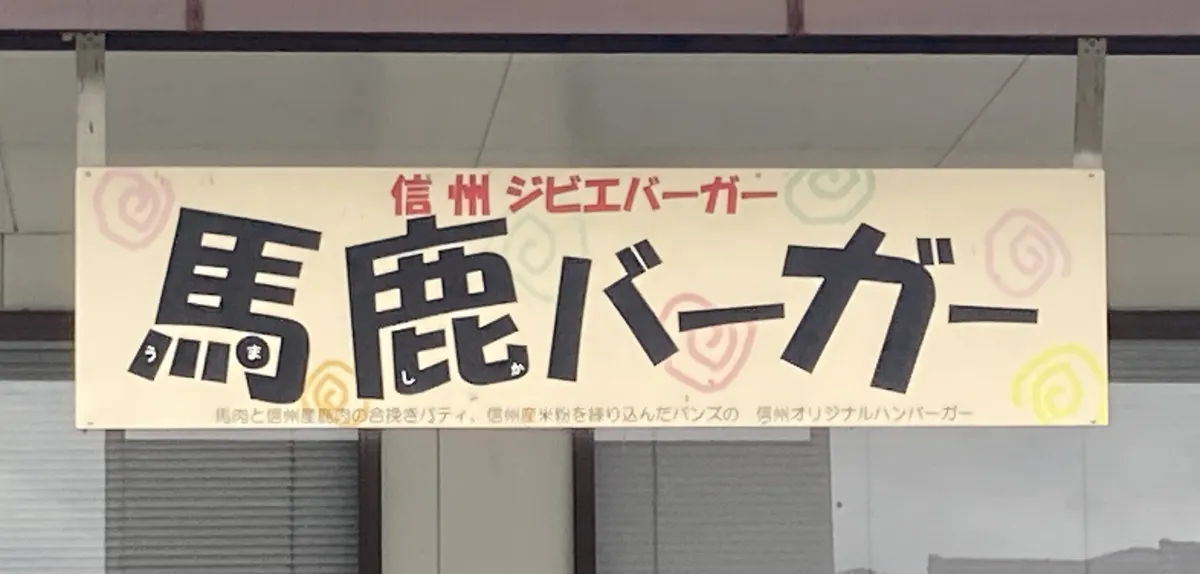 信州 ジビエバーガー
馬鹿バーガー
うま しか
馬肉と信州産鹿肉の合挽きパティ、信州産米粉を練り込んだバンズの 信州オリジナルハンバーガー